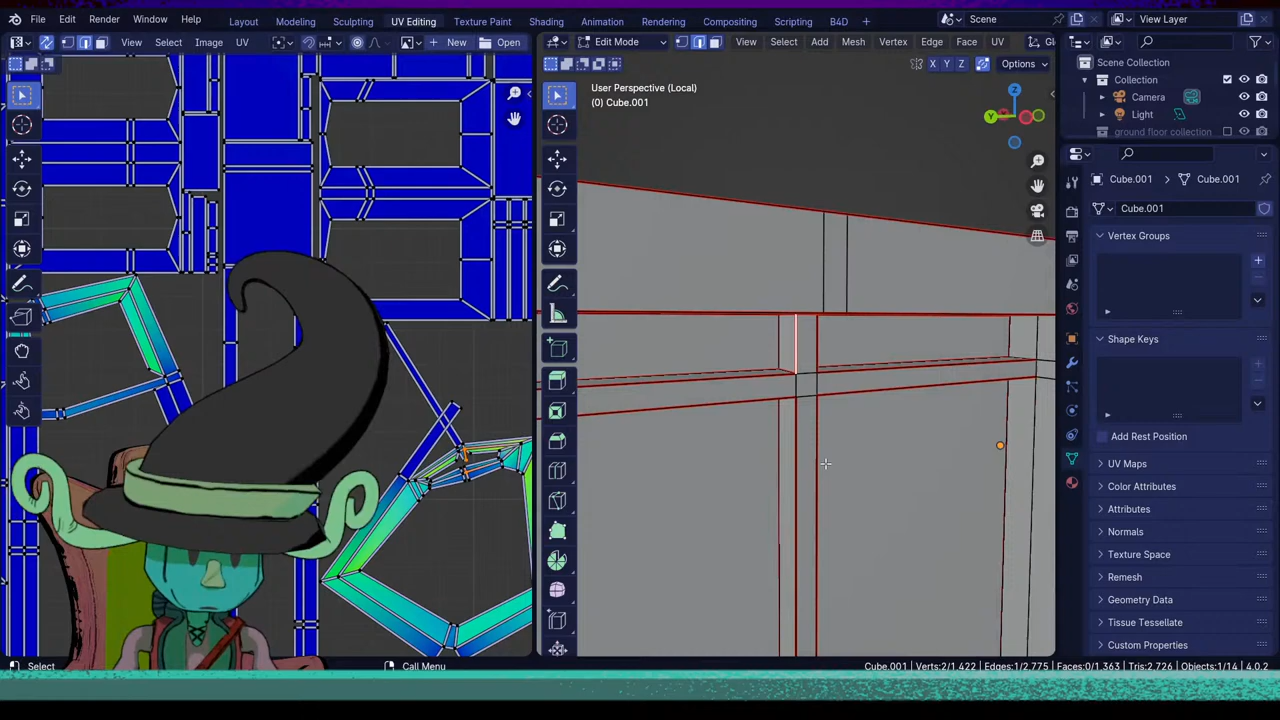 File Edit Render Window Help Layout Modeling Sculpting UV Editing Texture Paint Shading Animation Rendering Compositing Scripting B4D + Scene View Layer
View Select Image UV New Open Edit Mode View Select Add Mesh Vertex Edge Face UV Gl
X Y Z Options
User Perspective (Local)
(0) Cube.001
Z
Y
Scene Collection
Collection
Camera
Light
ground floor collection
Cube.001 Cube.001
Cube.001
Vertex Groups
Shape Keys
Add Rest Position
UV Maps
Color Attributes
Attributes
Normals
Texture Space
Remesh
Geometry Data
Texture Tessellate
Custom Properties
Select Call Menu Cube.001 | Verts:2/1.422 | Edges:1/2.775 | Faces:0/1.363 | Tris:2.726 | Objects:1/14 | 4.0.2